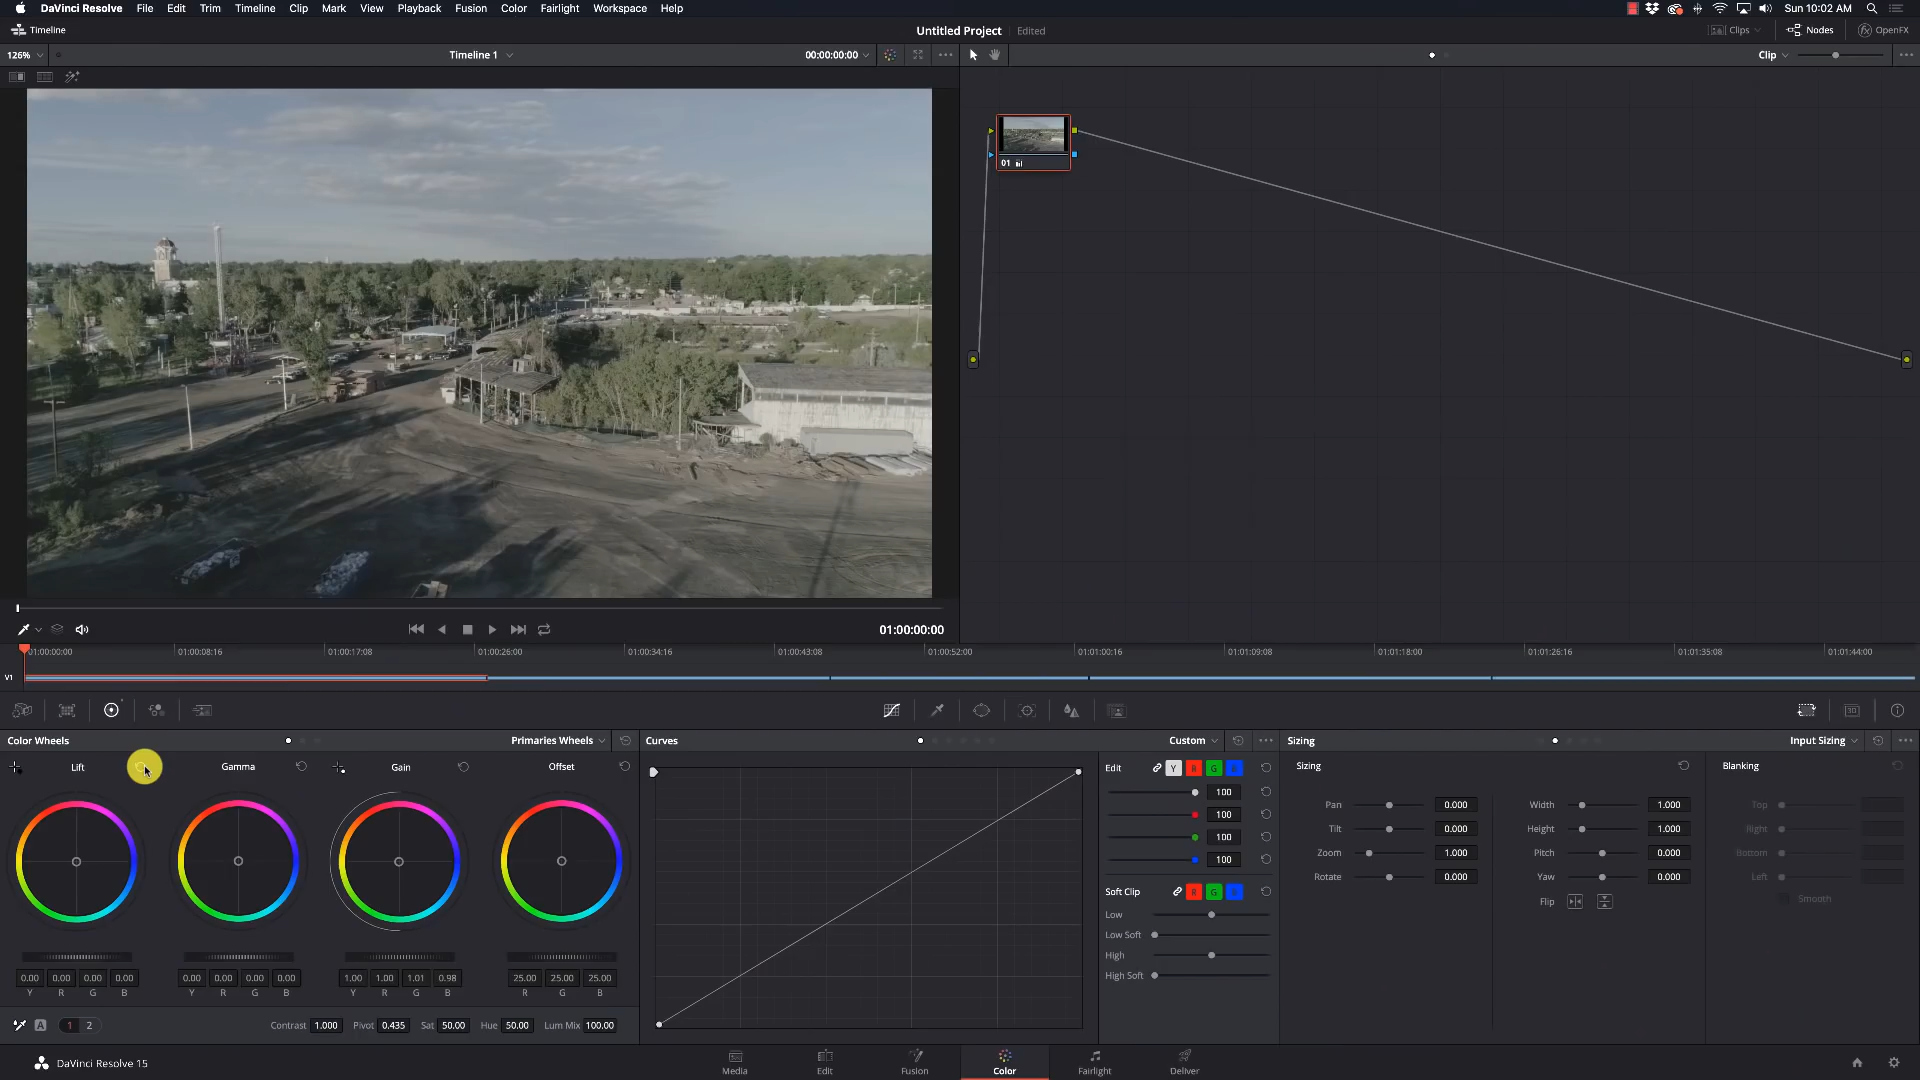 DaVinci Resolve File Edit Trim Timeline Clip Mark View Playback Fusion Color Fairlight Workspace Help Sun 10:02 AM
Timeline Untitled Project Edited Clips Nodes OpenFX
126% Timeline 1 00:00:00:00 Clip
01
01:00:00:00
01:00:00:00 01:00:08:16 01:00:17:08 01:00:26:00 01:00:34:16 01:00:43:08 01:00:52:00 01:01:00:16 01:01:09:08 01:01:18:00 01:01:26:16 01:01:35:08 01:01:44:00
V1
Color Wheels Primaries Wheels Curves Custom Sizing Input Sizing
Lift Gamma Gain Offset Edit Y R G B Sizing Blanking
100
100
100
100
Pan 0.000 Width 1.000 Top
Tilt 0.000 Height 1.000 Right
Zoom 1.000 Pitch 0.000 Bottom
Rotate 0.000 Yaw 0.000 Left
Soft Clip R G B Flip Smooth
Low
Low Soft
High
High Soft
0.00 0.00 0.00 0.00 0.00 0.00 0.00 0.00 1.00 1.00 1.01 0.98 25.00 25.00 25.00
Y R G B Y R G B Y R G B R G B
A 1 2 Contrast 1.000 Pivot 0.435 Sat 50.00 Hue 50.00 Lum Mix 100.00
DaVinci Resolve 15 Media Edit Fusion Color Fairlight Deliver